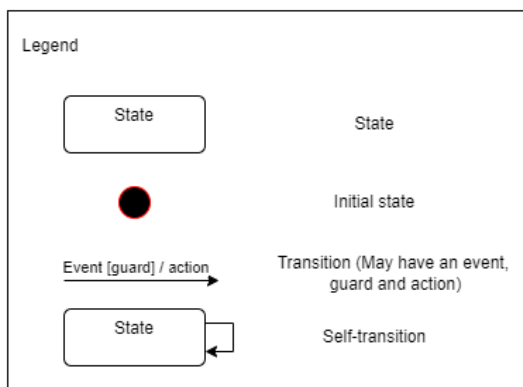 Legend
State
State
Initial state
Event [guard] / action
Transition (May have an event,
guard and action)
State
Self-transition